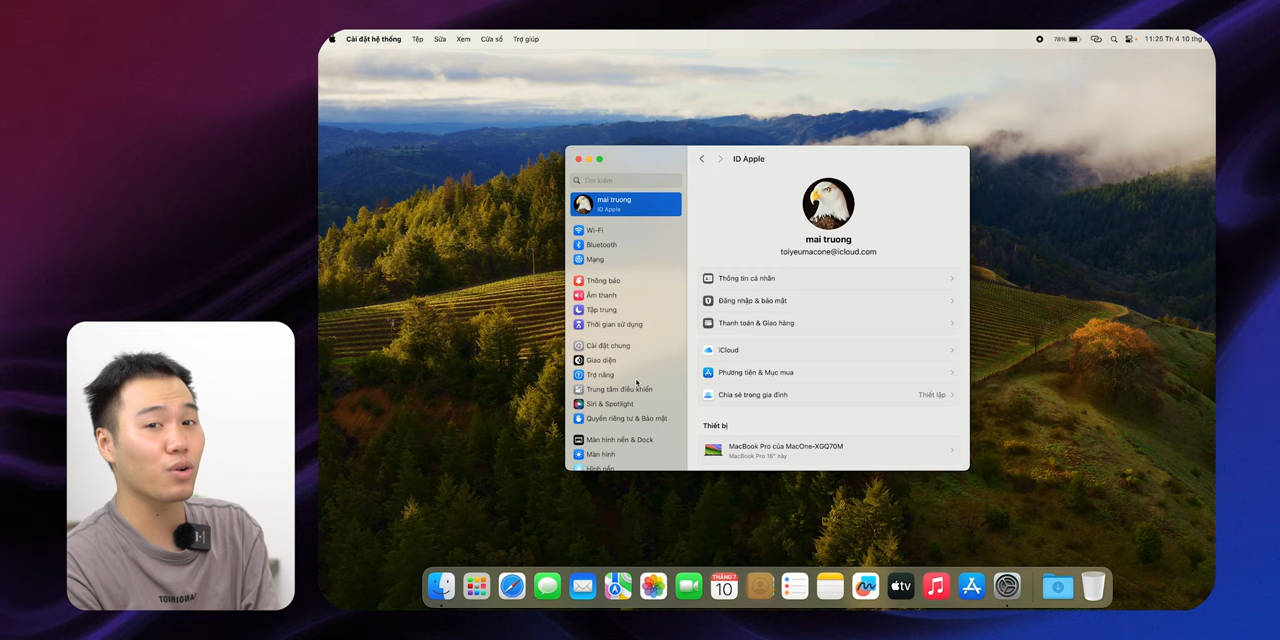 Cài đặt hệ thống Tệp Sửa Xem Cửa sổ Trợ giúp
78% 11:25 Th 4 10 thg
ID Apple
Tìm kiếm
mai truong
ID Apple
Wi-Fi
Bluetooth
Mạng
Thông báo
Âm thanh
Tập trung
Thời gian sử dụng
Cài đặt chung
Giao diện
Trợ năng
Trung tâm điều khiển
Siri & Spotlight
Quyền riêng tư & Bảo mật
Màn hình nền & Dock
Màn hình
Hình nền
mai truong
toiyeumacone@icloud.com
Thông tin cá nhân
Đăng nhập & bảo mật
Thanh toán & Giao hàng
iCloud
Phương tiện & Mục mua
Chia sẻ trong gia đình Thiết lập
Thiết bị
MacBook Pro của MacOne-XGQ70M
MacBook Pro 16" này
THÁNG 7
10
tv